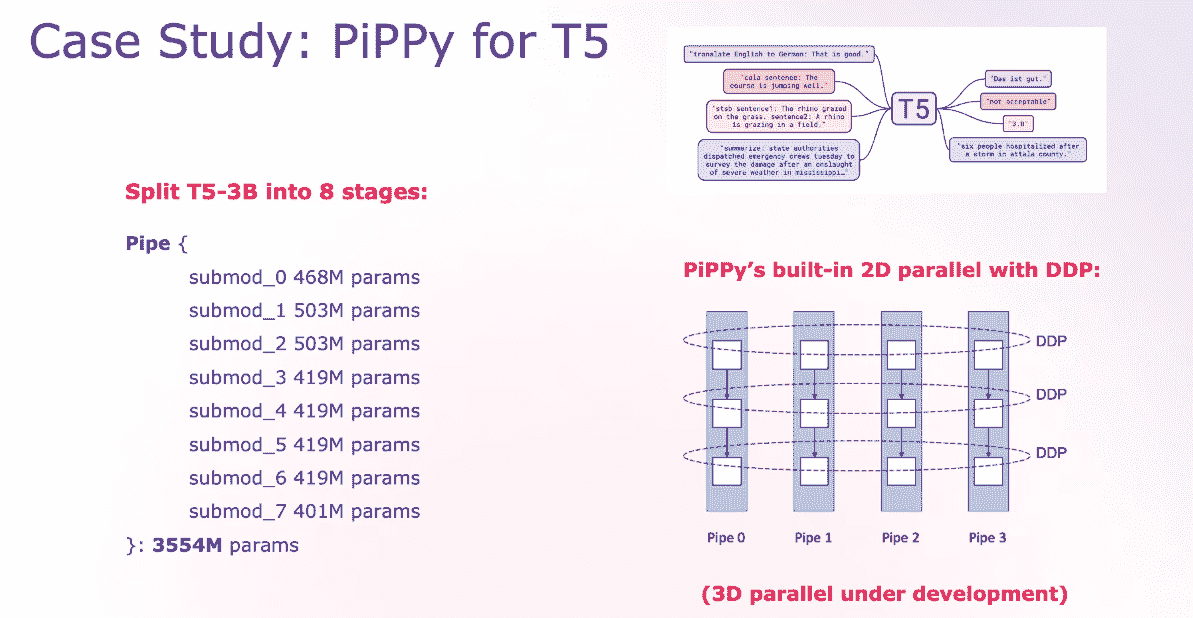 Case Study: PiPPy for T5
"translate English to German: That is good."
"cola sentence: The
course is jumping well."
"stsb sentence1: The rhino grazed
on the grass. sentence2: A rhino
is grazing in a field."
"summarize: state authorities
dispatched emergency crews tuesday to
survey the damage after an onslaught
of severe weather in mississippi…"
T5
"Das ist gut."
"not acceptable"
"3.8"
"six people hospitalized after
a storm in attala county."
Split T5-3B into 8 stages:
Pipe {
submod_0 468M params
submod_1 503M params
submod_2 503M params
submod_3 419M params
submod_4 419M params
submod_5 419M params
submod_6 419M params
submod_7 401M params
}: 3554M params
PiPPy’s built-in 2D parallel with DDP:
DDP
DDP
DDP
Pipe 0 Pipe 1 Pipe 2 Pipe 3
(3D parallel under development)